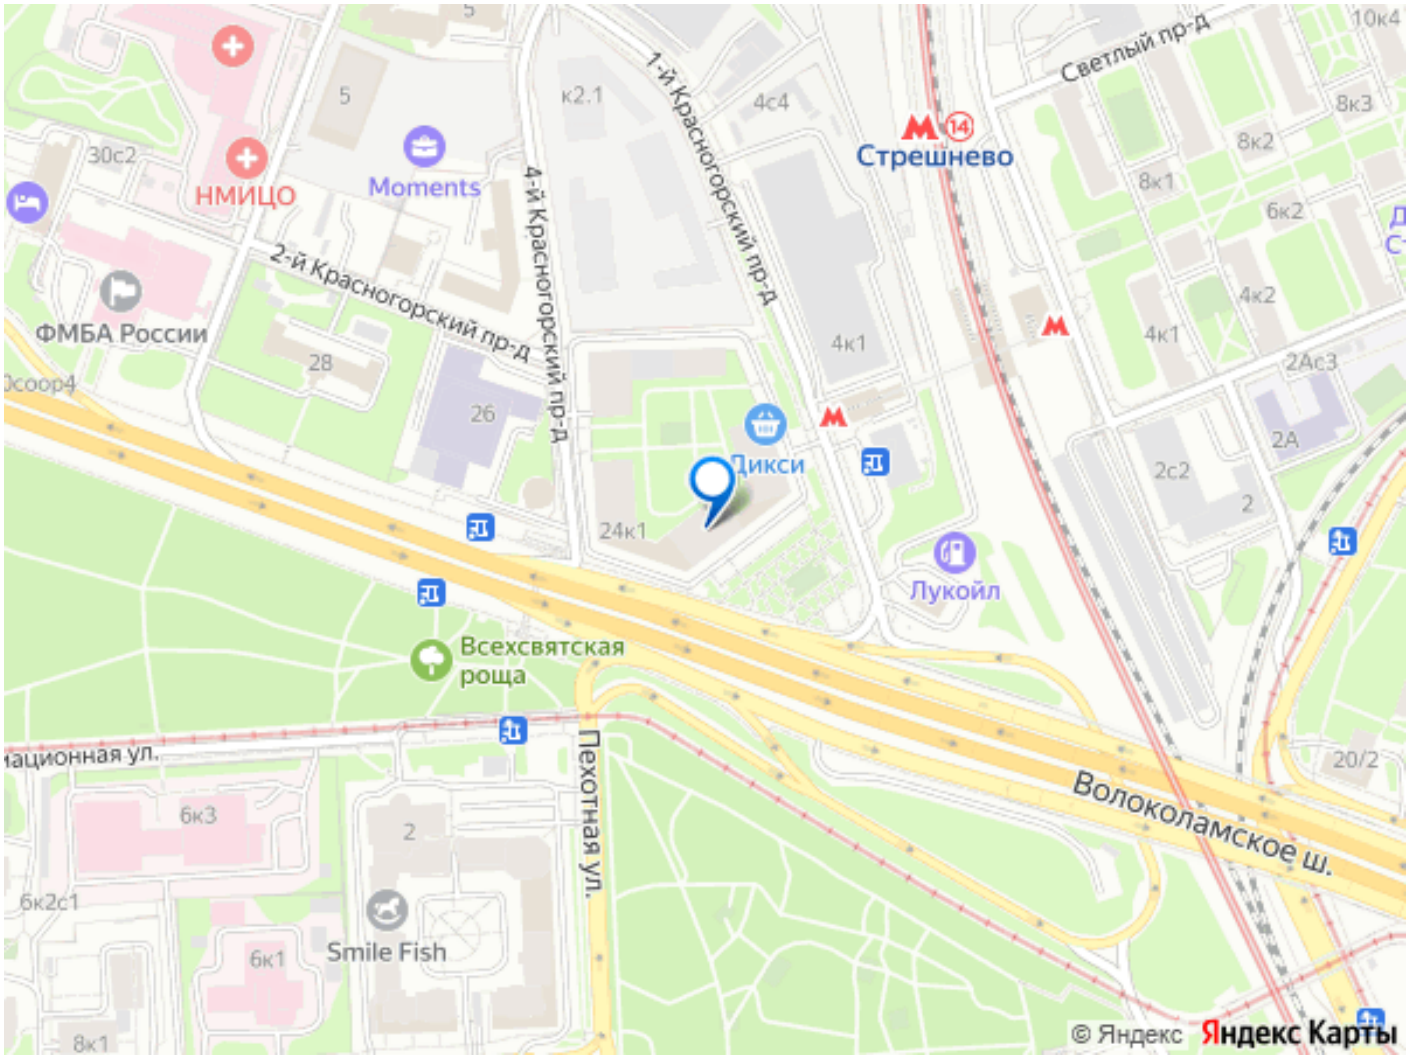 5
10к4
Светлый пр-д
5
к2.1
1-й Красногорский пр-д
4с4
8к3
14
Стрешнево
8к2
30с2
НМИЦО
Moments
4-й Красногорский пр-д
8к1
6к2
2-й Красногорский пр-д
ФМБА России
4к2
4к1
4к1
28
2Ас3
26
2А
Дикси
2с2
2
24к1
Лукойл
Всехсвятская
роща
Пехотная ул.
20/2
Волоколамское ш.
6к3
2
6к2с1
Smile Fish
6к1
8к1
© Яндекс Яндекс Карты